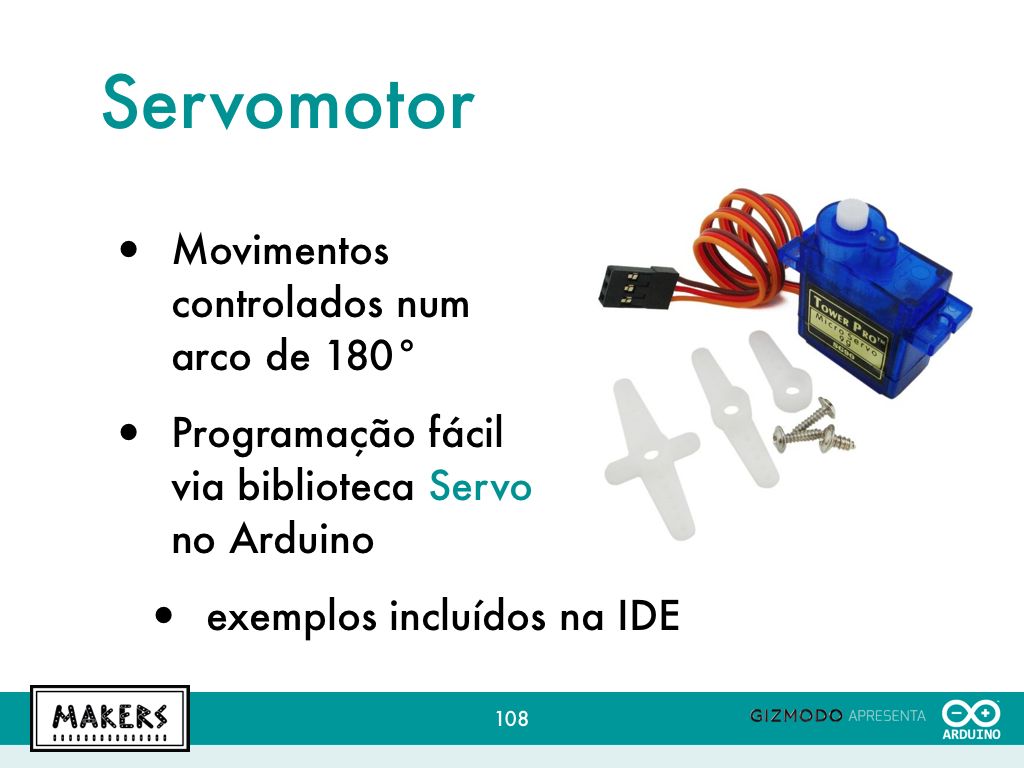 Servomotor
• Movimentos
controlados num
arco de 180°
• Programação fácil
via biblioteca Servo
no Arduino
• exemplos incluídos na IDE
TOWER PRO™
Micro Servo
9g
SG90
MAKERS
108
GIZMODO APRESENTA
ARDUINO